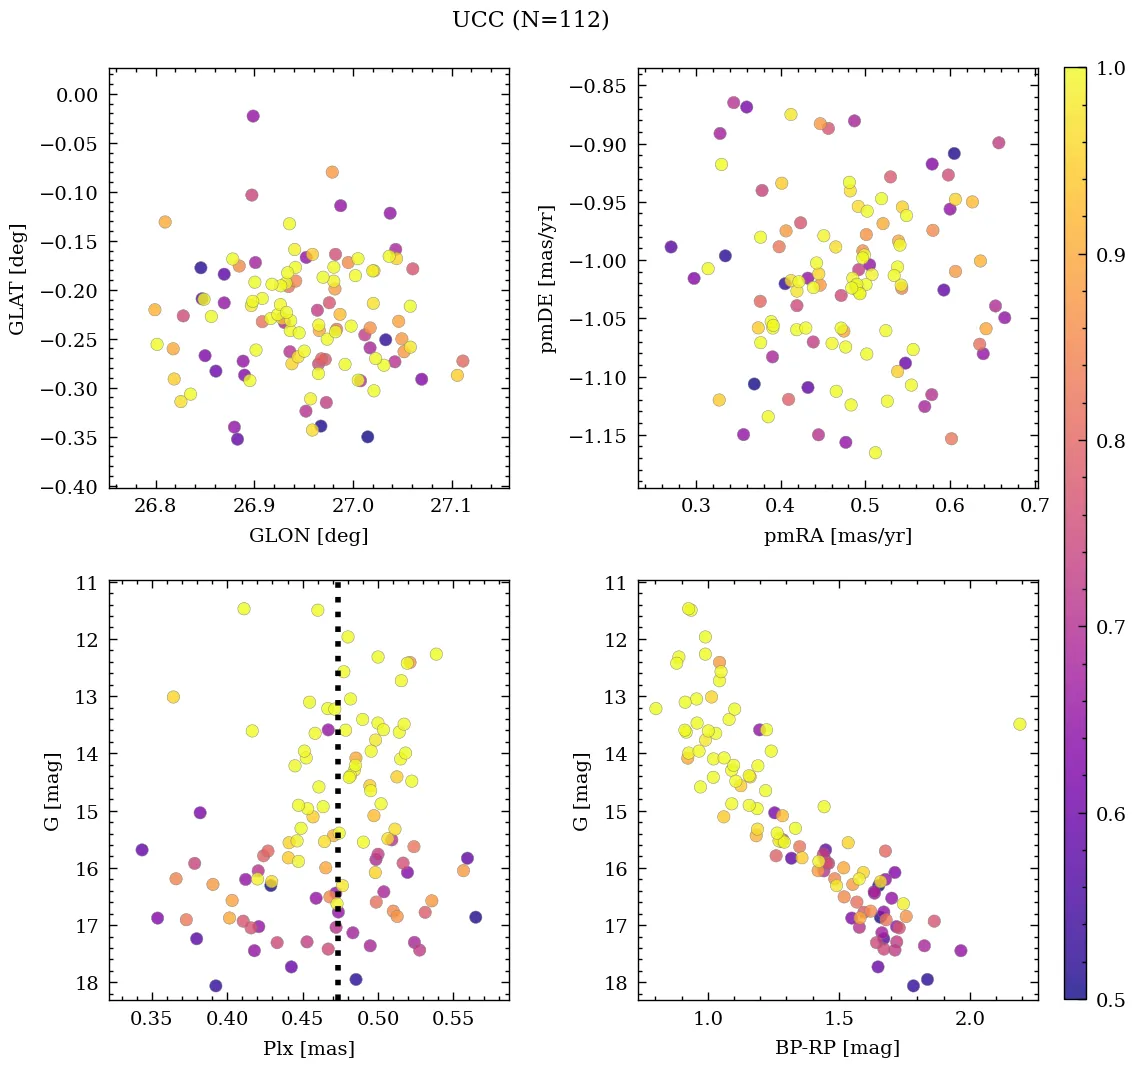 UCC (N=112)
0.00
−0.05
−0.10
−0.15
−0.20
−0.25
−0.30
−0.35
−0.40
GLAT [deg]
26.8 26.9 27.0 27.1
GLON [deg]
−0.85
−0.90
−0.95
−1.00
−1.05
−1.10
−1.15
pmDE [mas/yr]
0.3 0.4 0.5 0.6 0.7
pmRA [mas/yr]
1.0
0.9
0.8
0.7
0.6
0.5
11
12
13
14
15
16
17
18
G [mag]
0.35 0.40 0.45 0.50 0.55
Plx [mas]
11
12
13
14
15
16
17
18
G [mag]
1.0 1.5 2.0
BP-RP [mag]